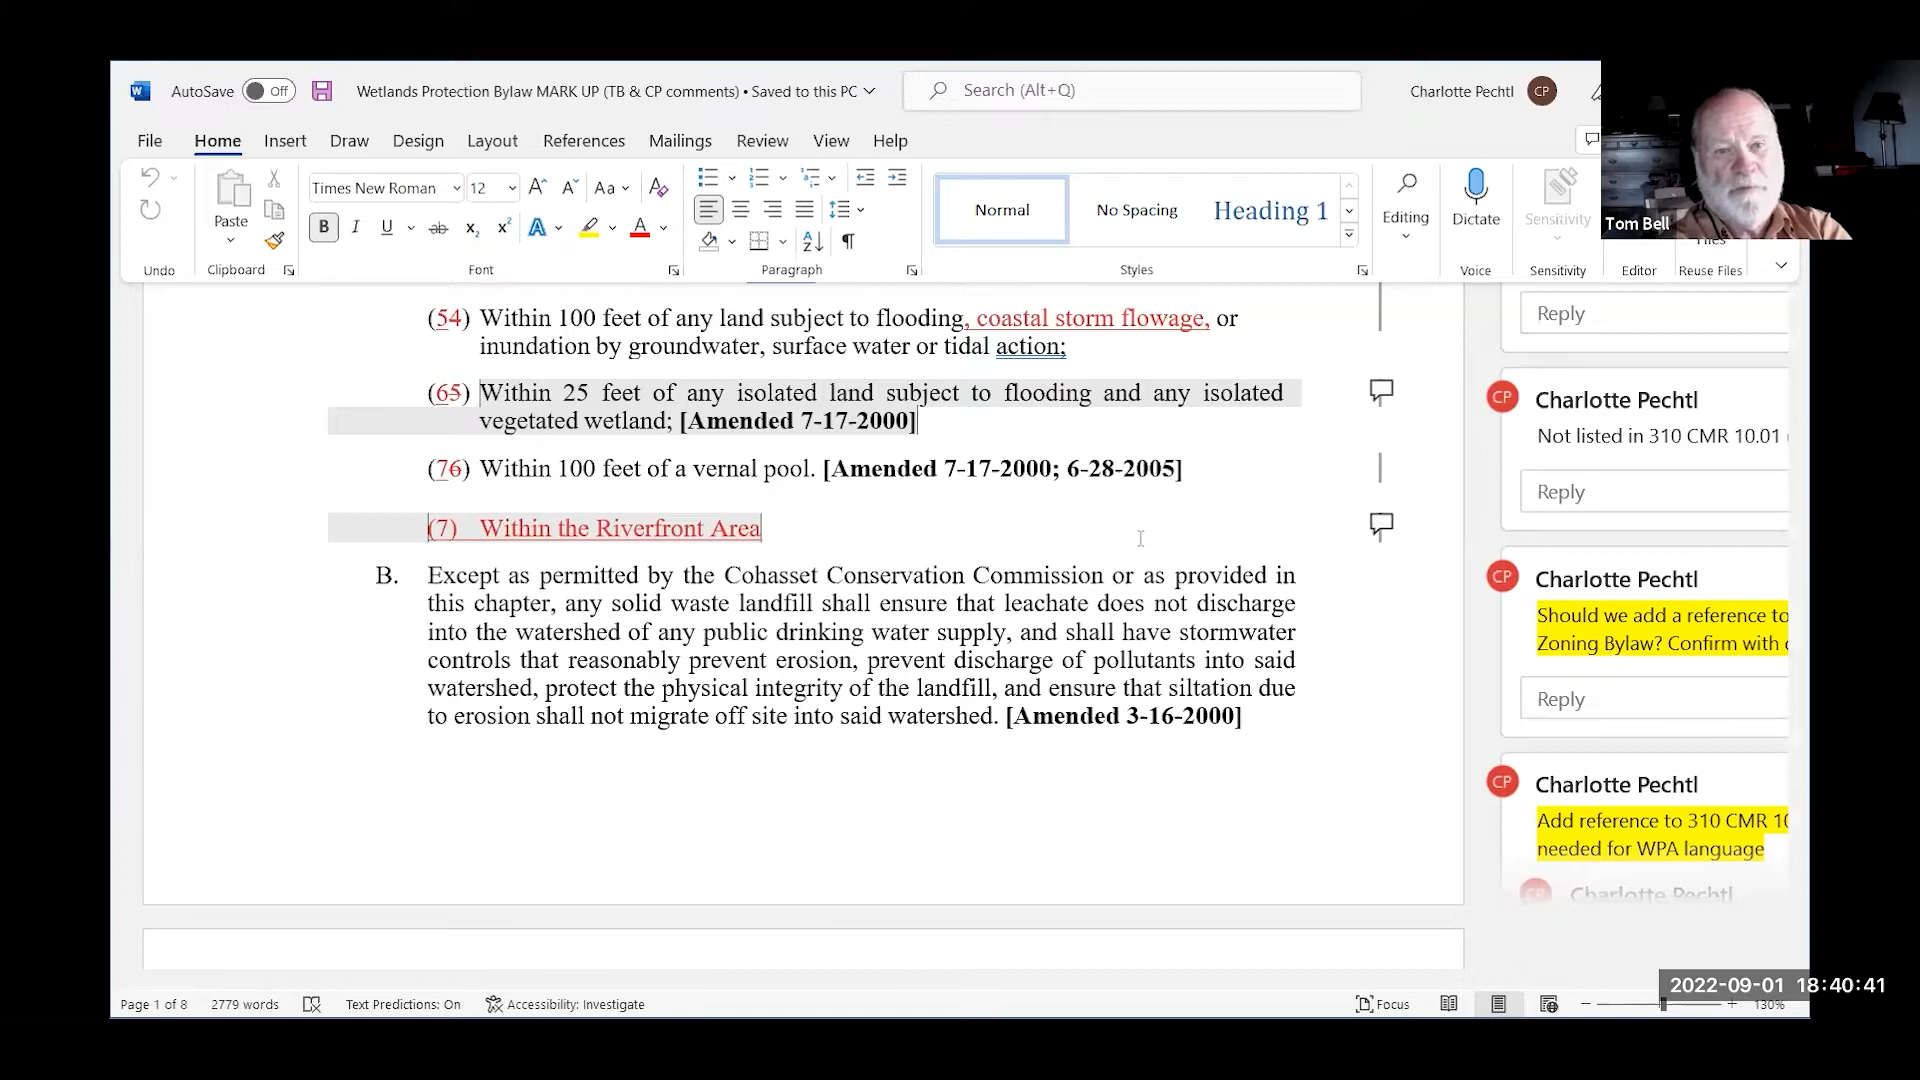 AutoSave Off Wetlands Protection Bylaw MARK UP (TB & CP comments) • Saved to this PC Search (Alt+Q) Charlotte Pechtl CP
File Home Insert Draw Design Layout References Mailings Review View Help
Times New Roman 12 Aa
Paste
B I U ab x₂ x² A A
Normal No Spacing Heading 1
Editing Dictate Sensitivity
Undo Clipboard Font Paragraph Styles Voice Sensitivity Editor Reuse Files
Tom Bell
(54) Within 100 feet of any land subject to flooding, coastal storm flowage, or
inundation by groundwater, surface water or tidal action;
(65) Within 25 feet of any isolated land subject to flooding and any isolated
vegetated wetland; [Amended 7-17-2000]
(76) Within 100 feet of a vernal pool. [Amended 7-17-2000; 6-28-2005]
(7) Within the Riverfront Area
B. Except as permitted by the Cohasset Conservation Commission or as provided in
this chapter, any solid waste landfill shall ensure that leachate does not discharge
into the watershed of any public drinking water supply, and shall have stormwater
controls that reasonably prevent erosion, prevent discharge of pollutants into said
watershed, protect the physical integrity of the landfill, and ensure that siltation due
to erosion shall not migrate off site into said watershed. [Amended 3-16-2000]
Reply
CP Charlotte Pechtl
Not listed in 310 CMR 10.01
Reply
CP Charlotte Pechtl
Should we add a reference to
Zoning Bylaw? Confirm with
Reply
CP Charlotte Pechtl
Add reference to 310 CMR 10
needed for WPA language
Charlotte Pechtl
2022-09-01 18:40:41
Page 1 of 8 2779 words Text Predictions: On Accessibility: Investigate Focus 130%